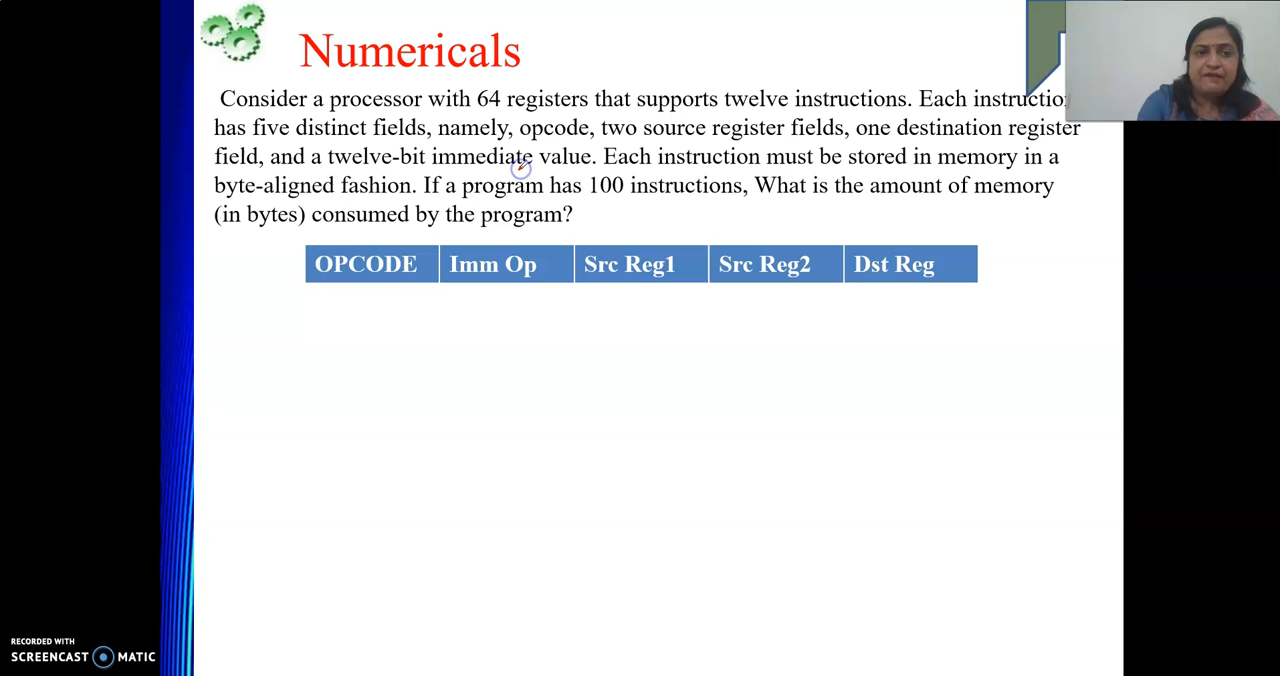 Numericals
Consider a processor with 64 registers that supports twelve instructions. Each instructio
has five distinct fields, namely, opcode, two source register fields, one destination register
field, and a twelve-bit immediate value. Each instruction must be stored in memory in a
byte-aligned fashion. If a program has 100 instructions, What is the amount of memory
(in bytes) consumed by the program?
OPCODE Imm Op Src Reg1 Src Reg2 Dst Reg
RECORDED WITH
SCREENCAST MATIC